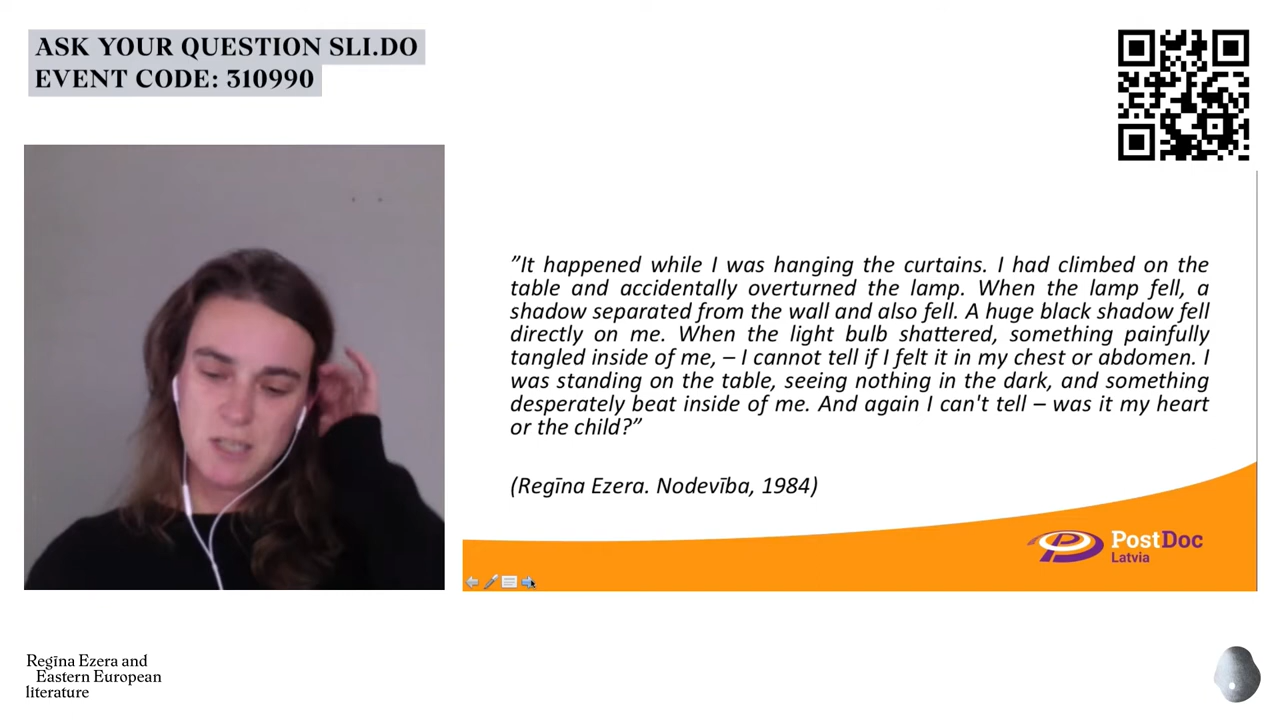 ASK YOUR QUESTION SLI.DO
EVENT CODE: 310990
”It happened while I was hanging the curtains. I had climbed on the
table and accidentally overturned the lamp. When the lamp fell, a
shadow separated from the wall and also fell. A huge black shadow fell
directly on me. When the light bulb shattered, something painfully
tangled inside of me, – I cannot tell if I felt it in my chest or abdomen. I
was standing on the table, seeing nothing in the dark, and something
desperately beat inside of me. And again I can't tell – was it my heart
or the child?”
(Regīna Ezera. Nodevība, 1984)
PostDoc
Latvia
Regīna Ezera and
Eastern European
literature